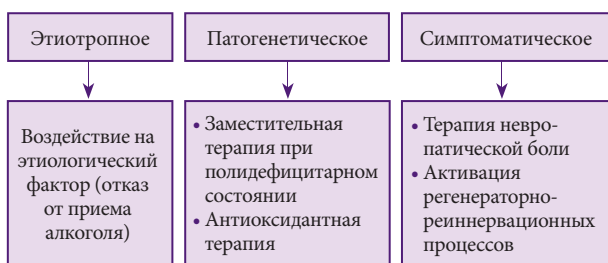 Этиотропное
Патогенетическое
Симптоматическое
Воздействие на
этиологический
фактор (отказ
от приема
алкоголя)
• Заместительная
терапия при
полидефицитарном
состоянии
• Антиоксидантная
терапия
• Терапия невро-
патической боли
• Активация
регенераторно-
реиннервационных
процессов